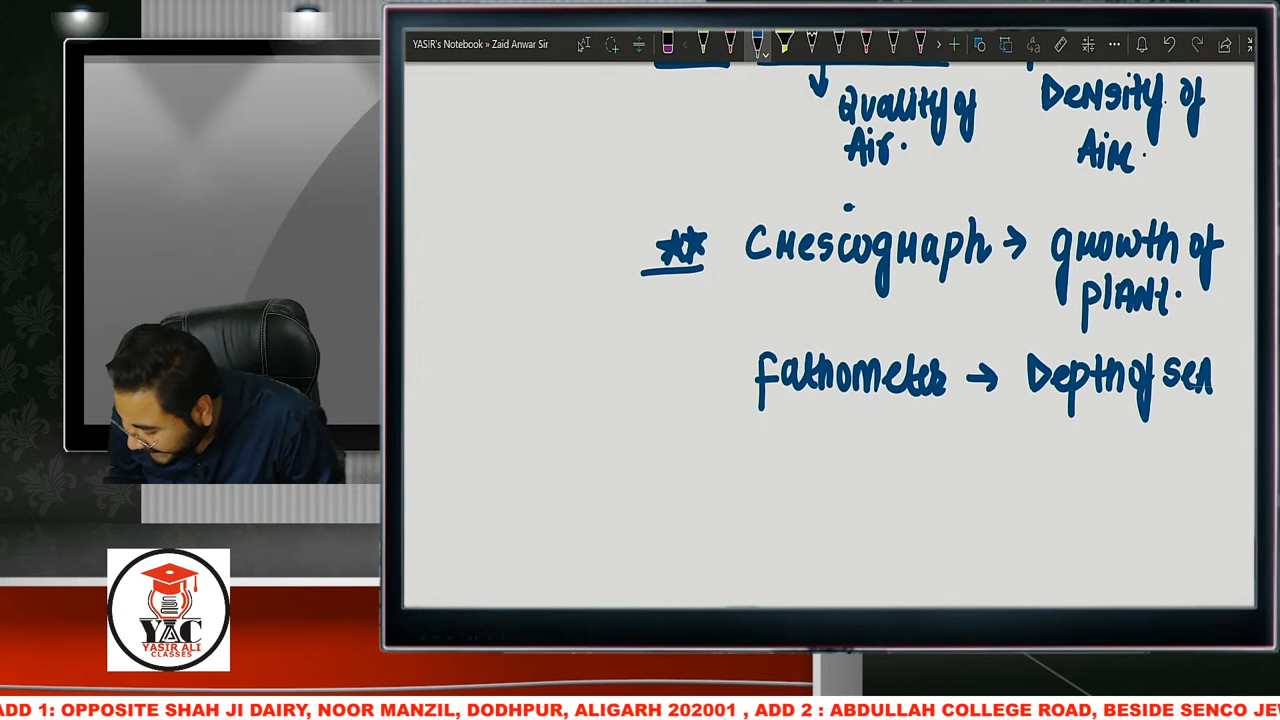 YASIR's Notebook » Zaid Anwar Sir
Quality of
Air.
Density of
Air.
** Crescograph → growth of
plant.
fathometer → Depth of sea
YAC
YASIR ALI
CLASSES
ADD 1: OPPOSITE SHAH JI DAIRY, NOOR MANZIL, DODHPUR, ALIGARH 202001 , ADD 2 : ABDULLAH COLLEGE ROAD, BESIDE SENCO JE